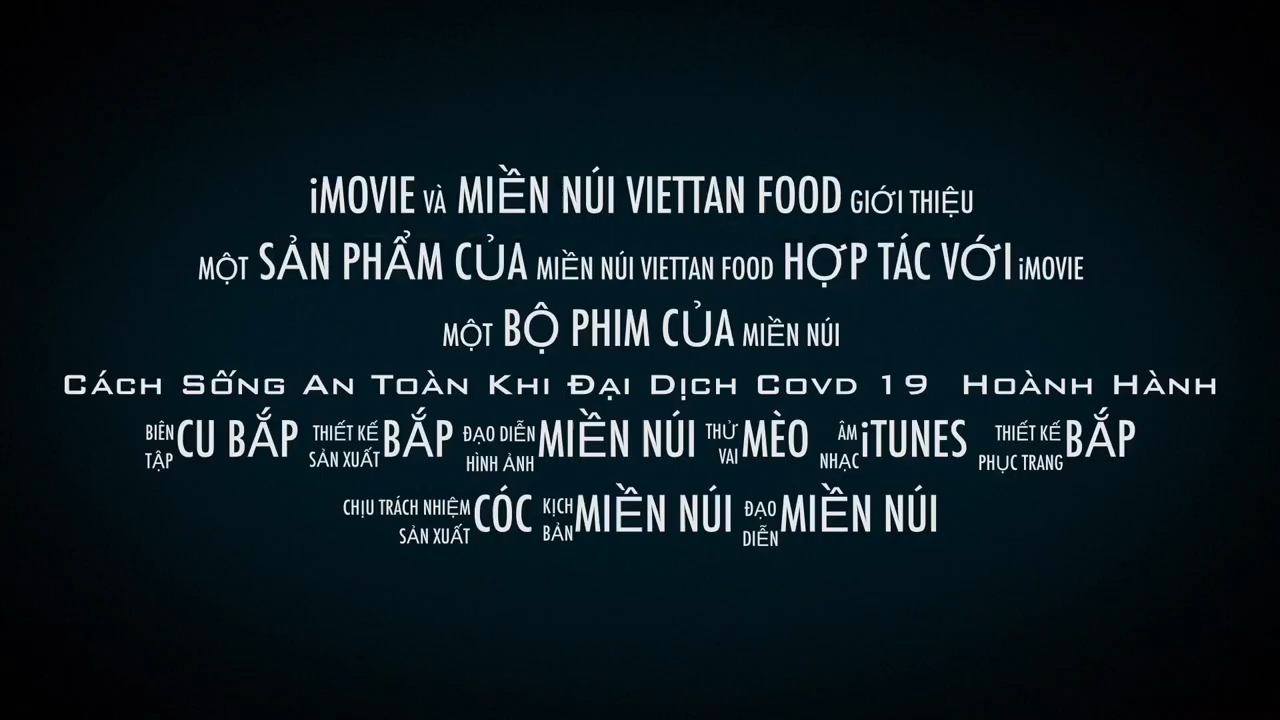 iMOVIE VÀ MIỀN NÚI VIETTAN FOOD GIỚI THIỆU
MỘT SẢN PHẨM CỦA MIỀN NÚI VIETTAN FOOD HỢP TÁC VỚI iMOVIE
MỘT BỘ PHIM CỦA MIỀN NÚI
Cách Sống An Toàn Khi Đại Dịch Covd 19 Hoành Hành
BIÊN TẬP CU BẮP THIẾT KẾ SẢN XUẤT BẮP ĐẠO DIỄN HÌNH ẢNH MIỀN NÚI THỬ VAI MÈO ÂM NHẠC iTUNES THIẾT KẾ PHỤC TRANG BẮP
CHỊU TRÁCH NHIỆM SẢN XUẤT CÓC KỊCH BẢN MIỀN NÚI ĐẠO DIỄN MIỀN NÚI